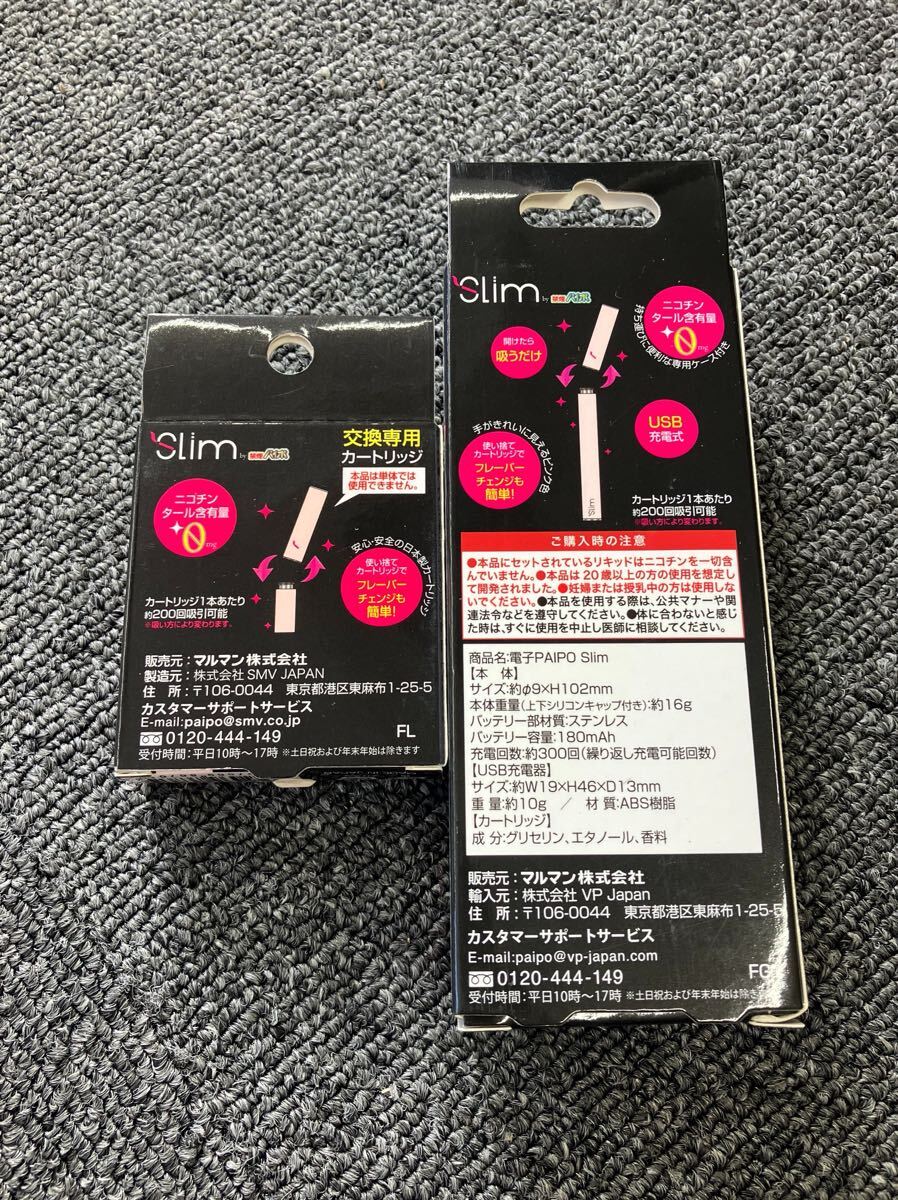 Slim by 禁煙パイポ
交換専用
カートリッジ
本品は単体では
使用できません。
ニコチン
タール含有量
0mg
安心・安全の日本製カートリッジ
使い捨て
カートリッジで
フレーバー
チェンジも
簡単!
カートリッジ1本あたり
約200回吸引可能
※吸い方により変わります。
販売元:マルマン株式会社
製造元:株式会社 SMV JAPAN
住 所:〒106-0044 東京都港区東麻布1-25-5
カスタマーサポートサービス
E-mail:paipo@smv.co.jp
FL
0120-444-149
受付時間:平日10時~17時 ※土日祝および年末年始は除きます
Slim by 禁煙パイポ
ニコチン
タール含有量
0mg
持ち運びに便利な専用ケース付き
開けたら
吸うだけ
USB
充電式
手がきれいに見えるピンク色
使い捨て
カートリッジで
フレーバー
チェンジも
簡単!
Slim
カートリッジ1本あたり
約200回吸引可能
※吸い方により変わります。
ご購入時の注意
●本品にセットされているリキッドはニコチンを一切含
んでいません。●本品は20歳以上の方の使用を想定し
て開発されました。●妊婦または授乳中の方は使用しな
いでください。●本品を使用する際は、公共マナーや関
連法令などを遵守してください。●体に合わないと感じ
た時は、すぐに使用を中止し医師に相談してください。
商品名:電子PAIPO Slim
【本 体】
サイズ:約φ9×H102mm
本体重量(上下シリコンキャップ付き):約16g
バッテリー部材質:ステンレス
バッテリー容量:180mAh
充電回数:約300回(繰り返し充電可能回数)
【USB充電器】
サイズ:約W19×H46×D13mm
重 量:約10g / 材 質:ABS樹脂
【カートリッジ】
成 分:グリセリン、エタノール、香料
販売元:マルマン株式会社
輸入元:株式会社 VP Japan
住 所:〒106-0044 東京都港区東麻布1-25-5
カスタマーサポートサービス
E-mail:paipo@vp-japan.com
FG
0120-444-149
受付時間:平日10時~17時 ※土日祝および年末年始は除き